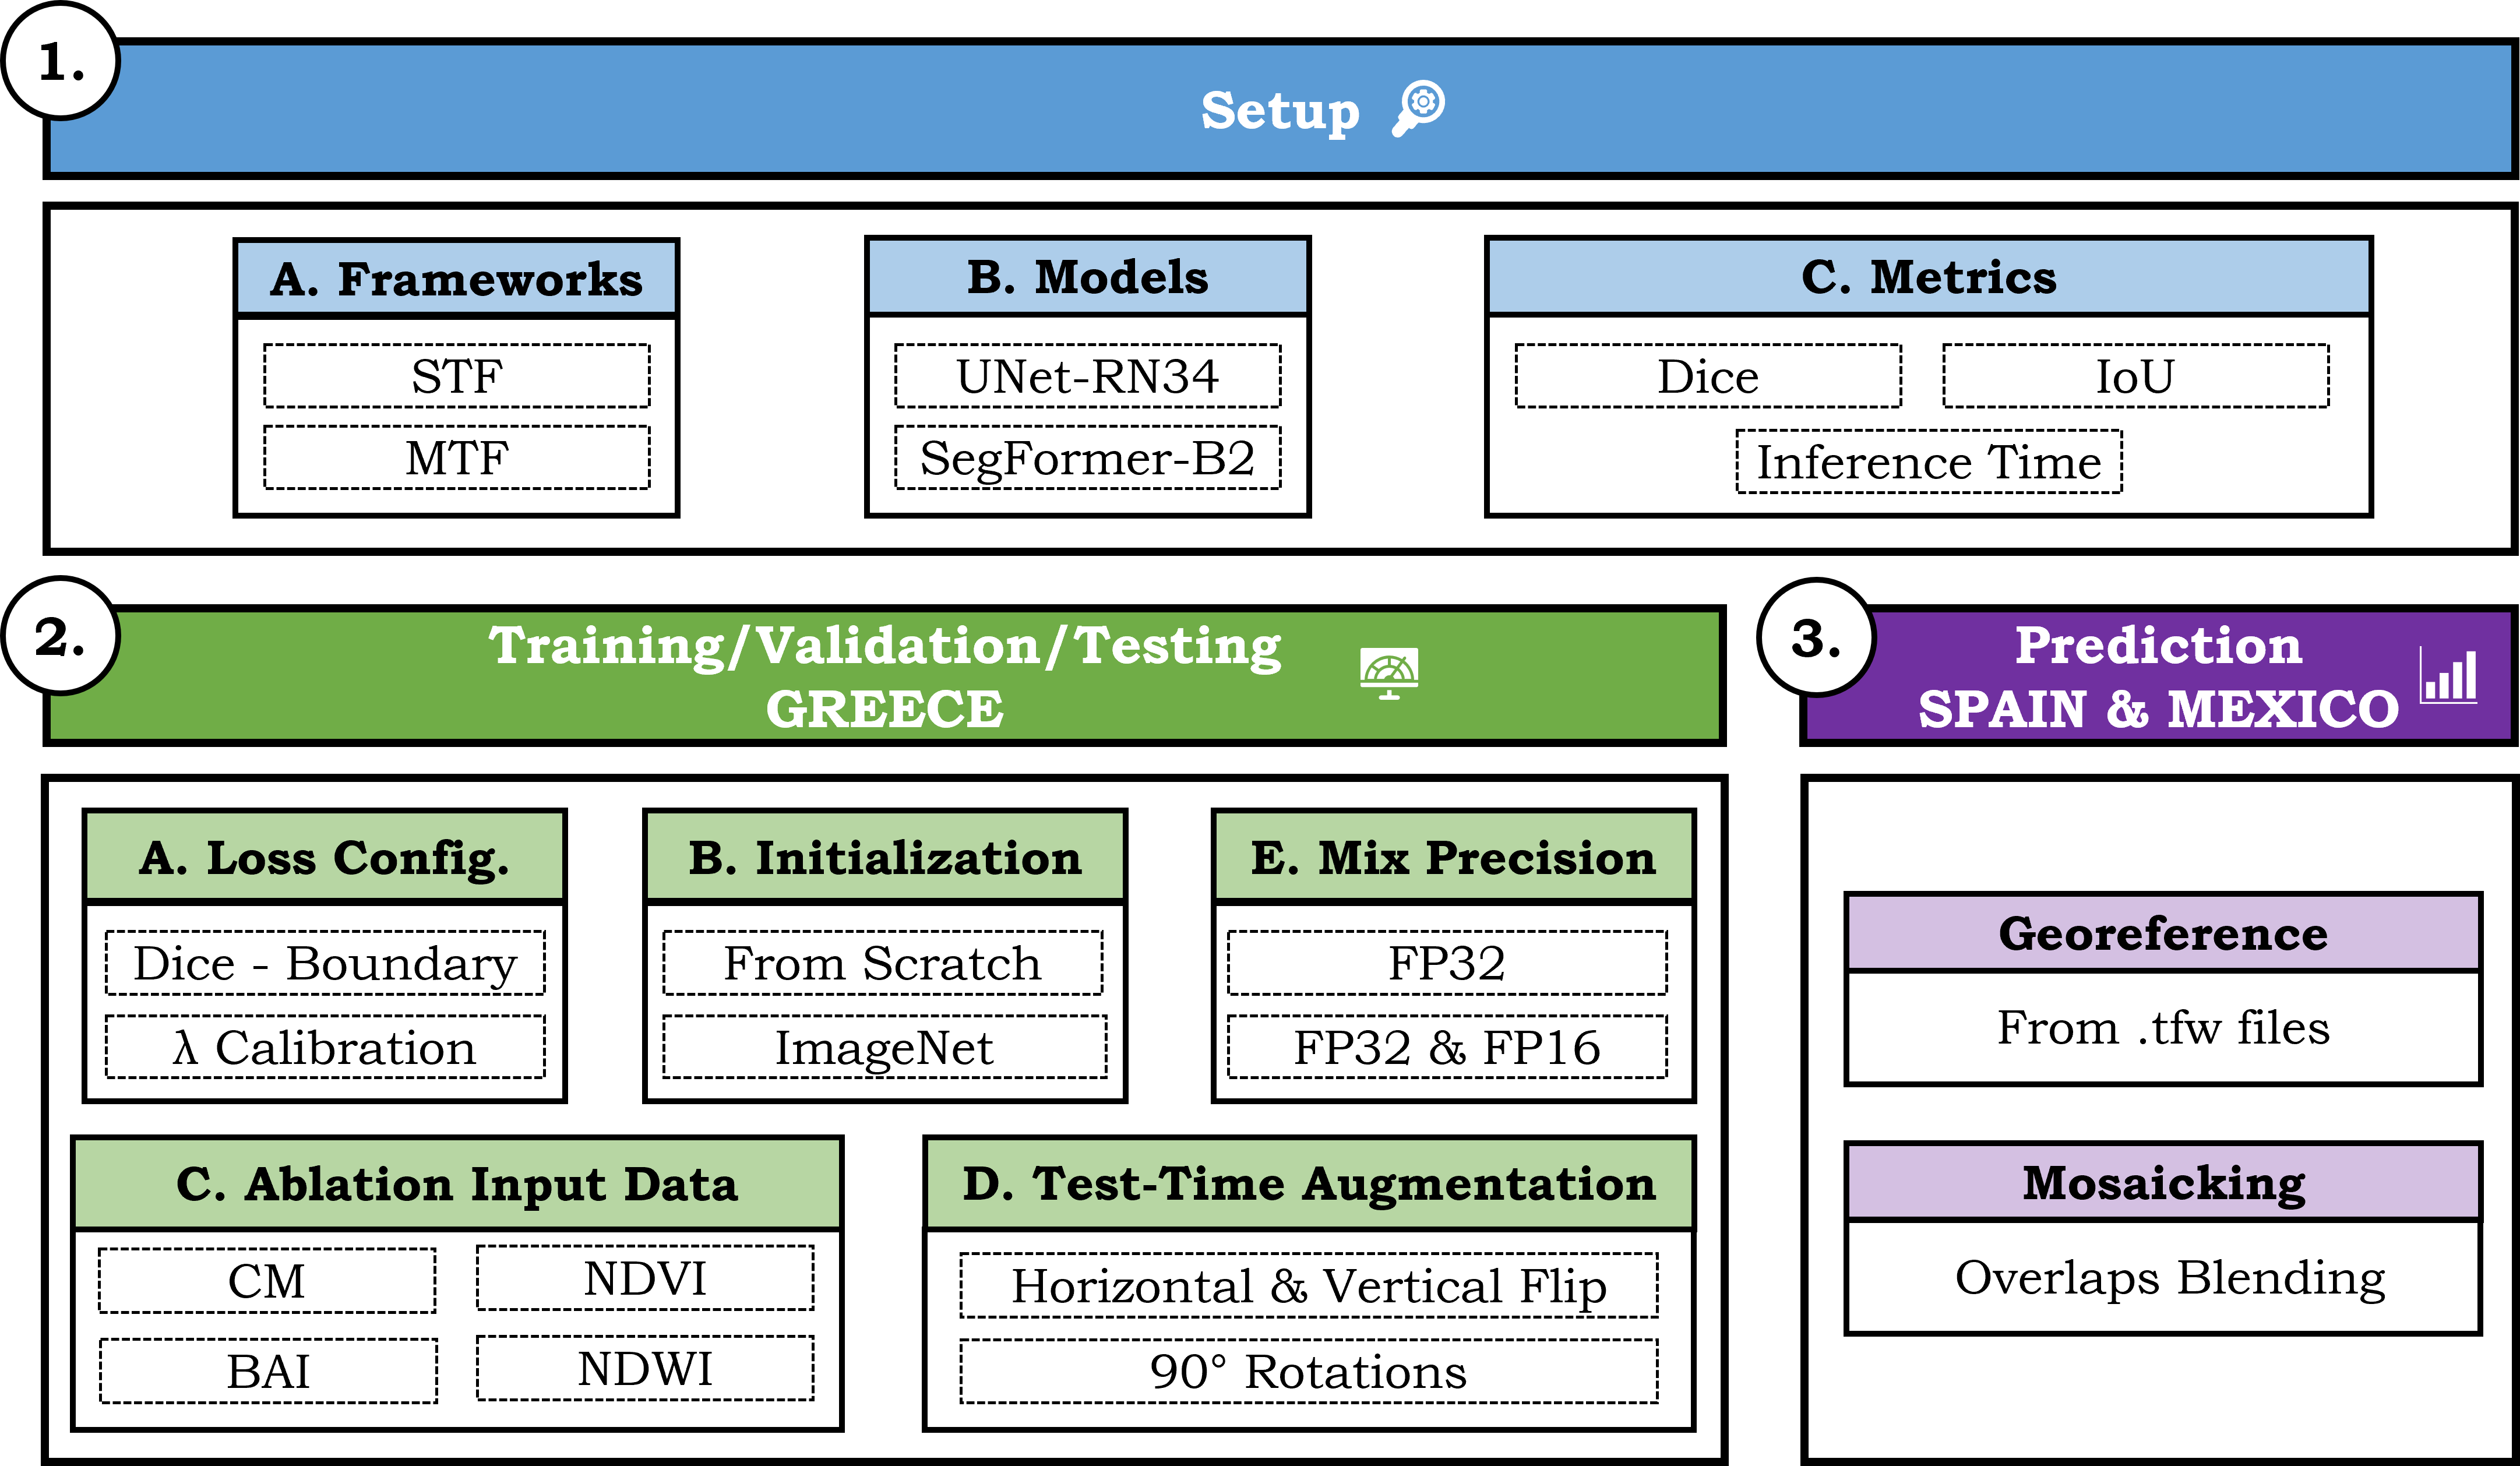 1.
Setup
A. Frameworks
STF
MTF
B. Models
UNet-RN34
SegFormer-B2
C. Metrics
Dice
IoU
Inference Time
2.
Training/Validation/Testing
GREECE
A. Loss Config.
Dice - Boundary
λ Calibration
B. Initialization
From Scratch
ImageNet
E. Mix Precision
FP32
FP32 & FP16
C. Ablation Input Data
CM
NDVI
BAI
NDWI
D. Test-Time Augmentation
Horizontal & Vertical Flip
90° Rotations
3.
Prediction
SPAIN & MEXICO
Georeference
From .tfw files
Mosaicking
Overlaps Blending